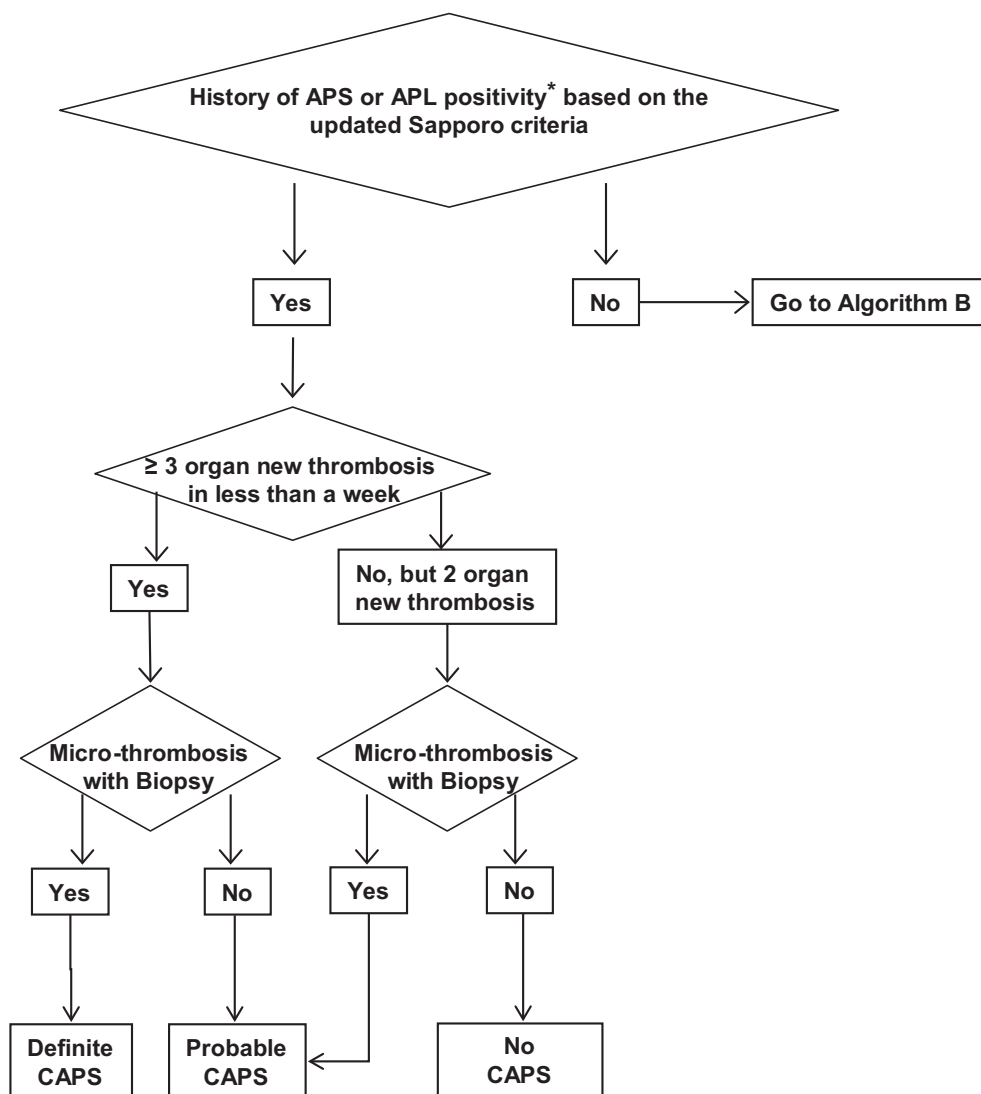 History of APS or APL positivity* based on the
updated Sapporo criteria
Yes
No
Go to Algorithm B
≥ 3 organ new thrombosis
in less than a week
Yes
No, but 2 organ
new thrombosis
Micro-thrombosis
with Biopsy
Micro-thrombosis
with Biopsy
Yes
No
Yes
No
Definite
CAPS
Probable
CAPS
No
CAPS